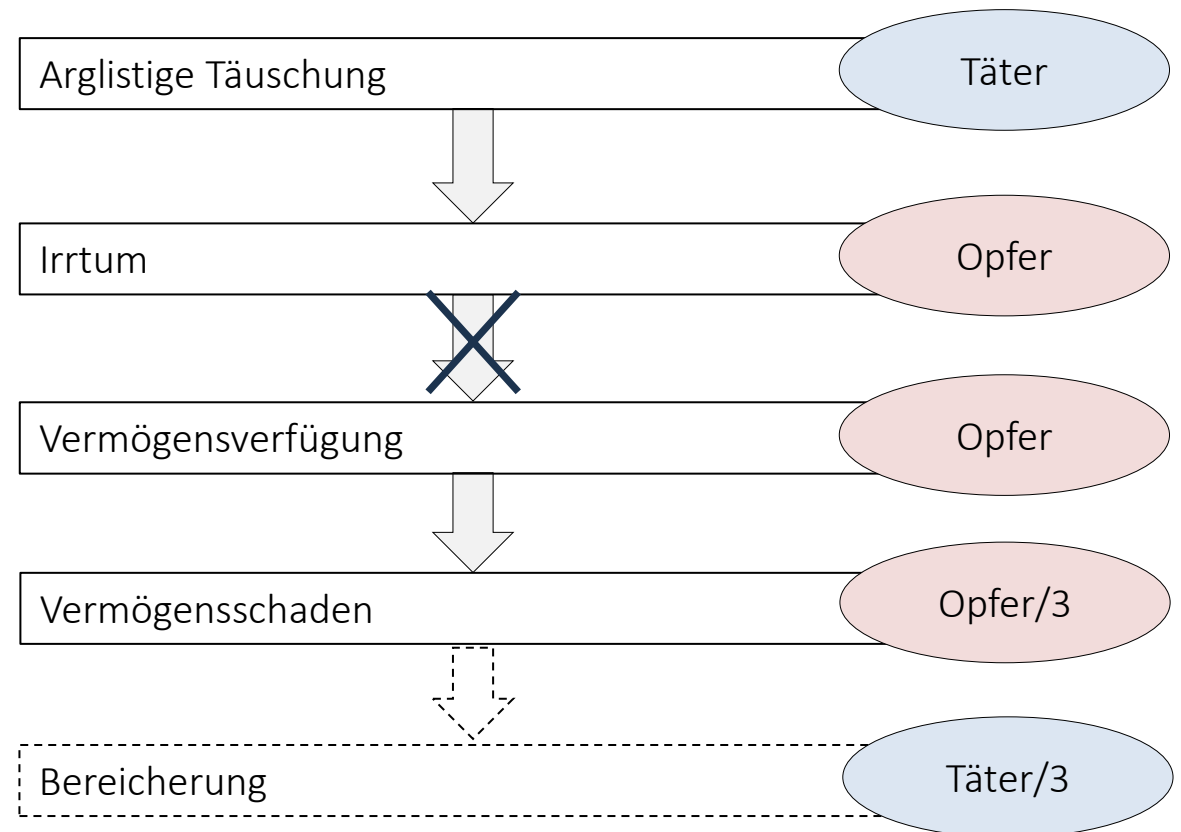 Arglistige Täuschung
Täter
Irrtum
Opfer
Vermögensverfügung
Opfer
Vermögensschaden
Opfer/3
Bereicherung
Täter/3